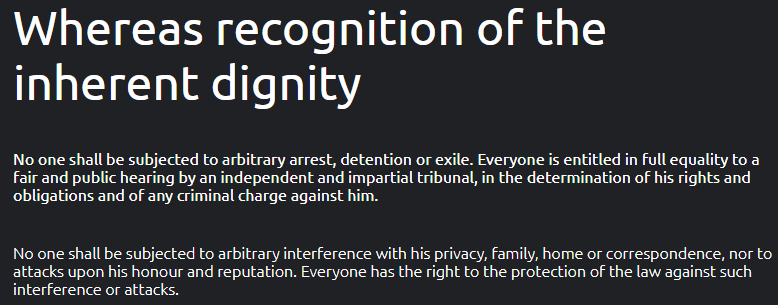 Whereas recognition of the
inherent dignity
No one shall be subjected to arbitrary arrest, detention or exile. Everyone is entitled in full equality to a
fair and public hearing by an independent and impartial tribunal, in the determination of his rights and
obligations and of any criminal charge against him.
No one shall be subjected to arbitrary interference with his privacy, family, home or correspondence, nor to
attacks upon his honour and reputation. Everyone has the right to the protection of the law against such
interference or attacks.